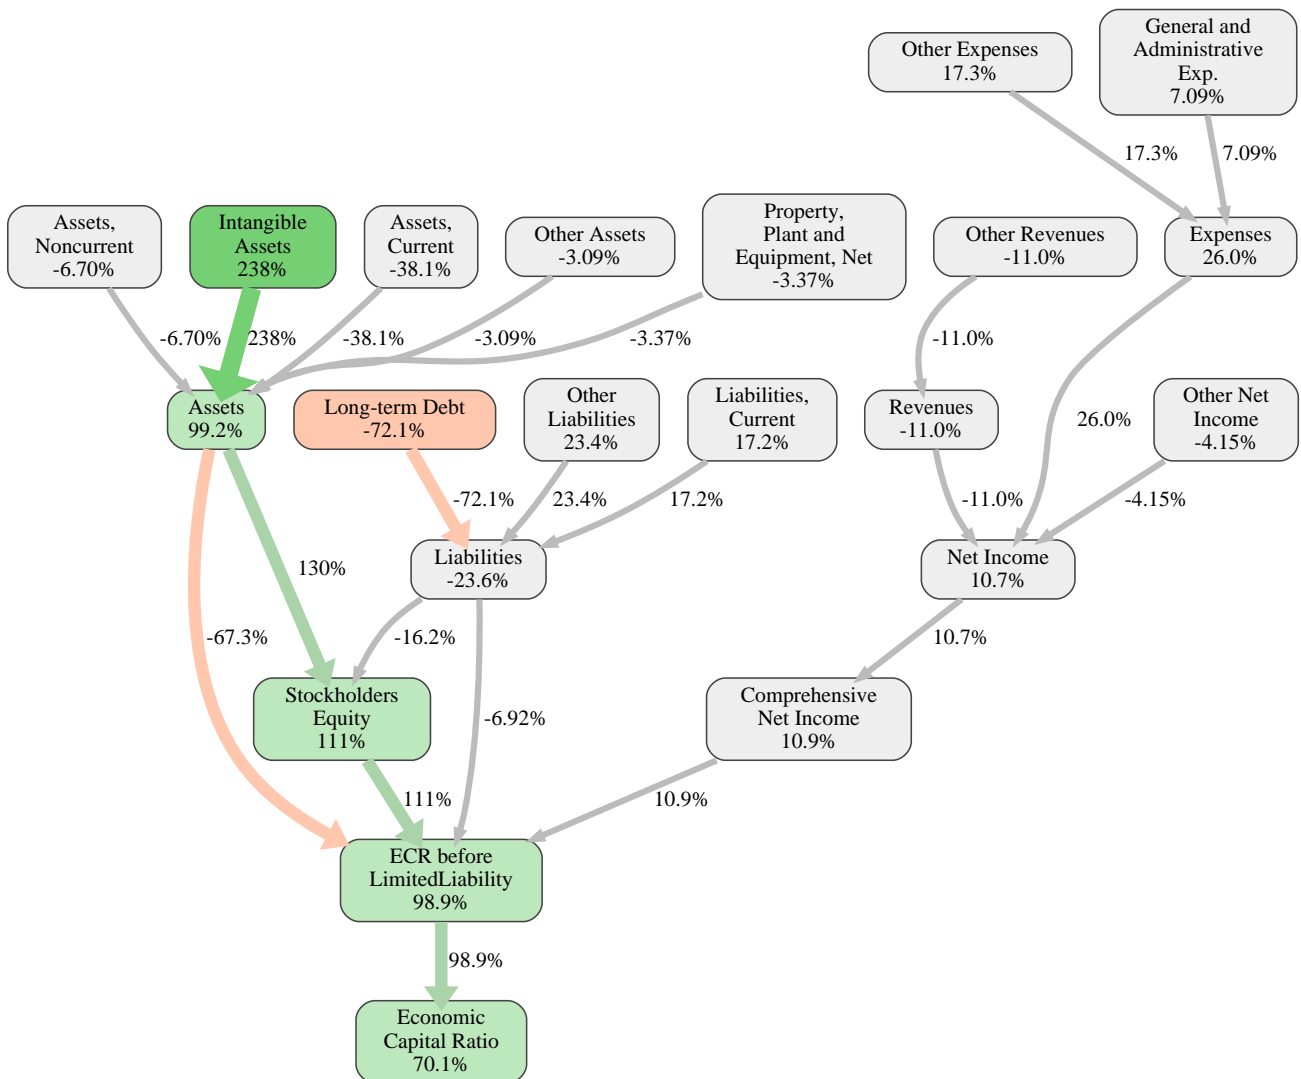 Other Expenses
17.3%
General and
Administrative
Exp.
7.09%
17.3%
7.09%
Assets,
Noncurrent
-6.70%
Intangible
Assets
238%
Assets,
Current
-38.1%
Other Assets
-3.09%
Property,
Plant and
Equipment, Net
-3.37%
Other Revenues
-11.0%
Expenses
26.0%
-6.70%
238%
-38.1%
-3.09%
-3.37%
-11.0%
26.0%
Assets
99.2%
Long-term Debt
-72.1%
Other
Liabilities
23.4%
Liabilities,
Current
17.2%
Revenues
-11.0%
Other Net
Income
-4.15%
-72.1%
23.4%
17.2%
-11.0%
-4.15%
130%
Liabilities
-23.6%
Net Income
10.7%
-67.3%
-16.2%
10.7%
Stockholders
Equity
111%
-6.92%
Comprehensive
Net Income
10.9%
111%
10.9%
ECR before
LimitedLiability
98.9%
98.9%
Economic
Capital Ratio
70.1%